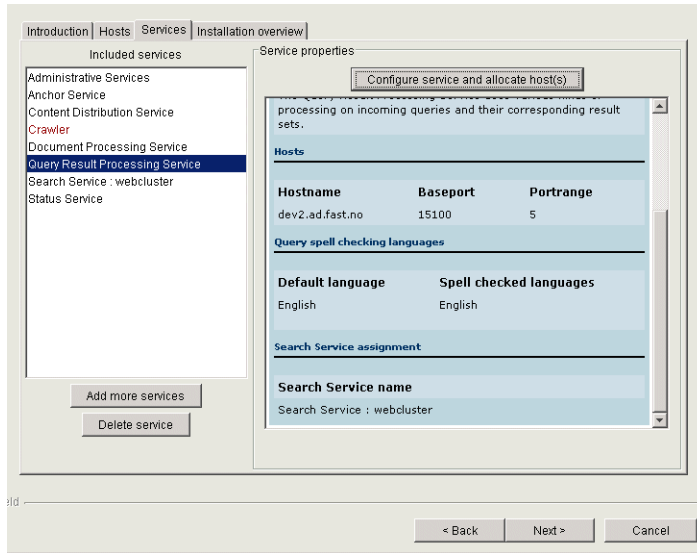 Introduction Hosts Services Installation overview
Included services
Administrative Services
Anchor Service
Content Distribution Service
Crawler
Document Processing Service
Query Result Processing Service
Search Service : webcluster
Status Service
Add more services
Delete service
Service properties
Configure service and allocate host(s)
processing on incoming queries and their corresponding result
sets.
Hosts
Hostname Baseport Portrange
dev2.ad.fast.no 15100 5
Query spell checking languages
Default language Spell checked languages
English English
Search Service assignment
Search Service name
Search Service : webcluster
< Back Next > Cancel